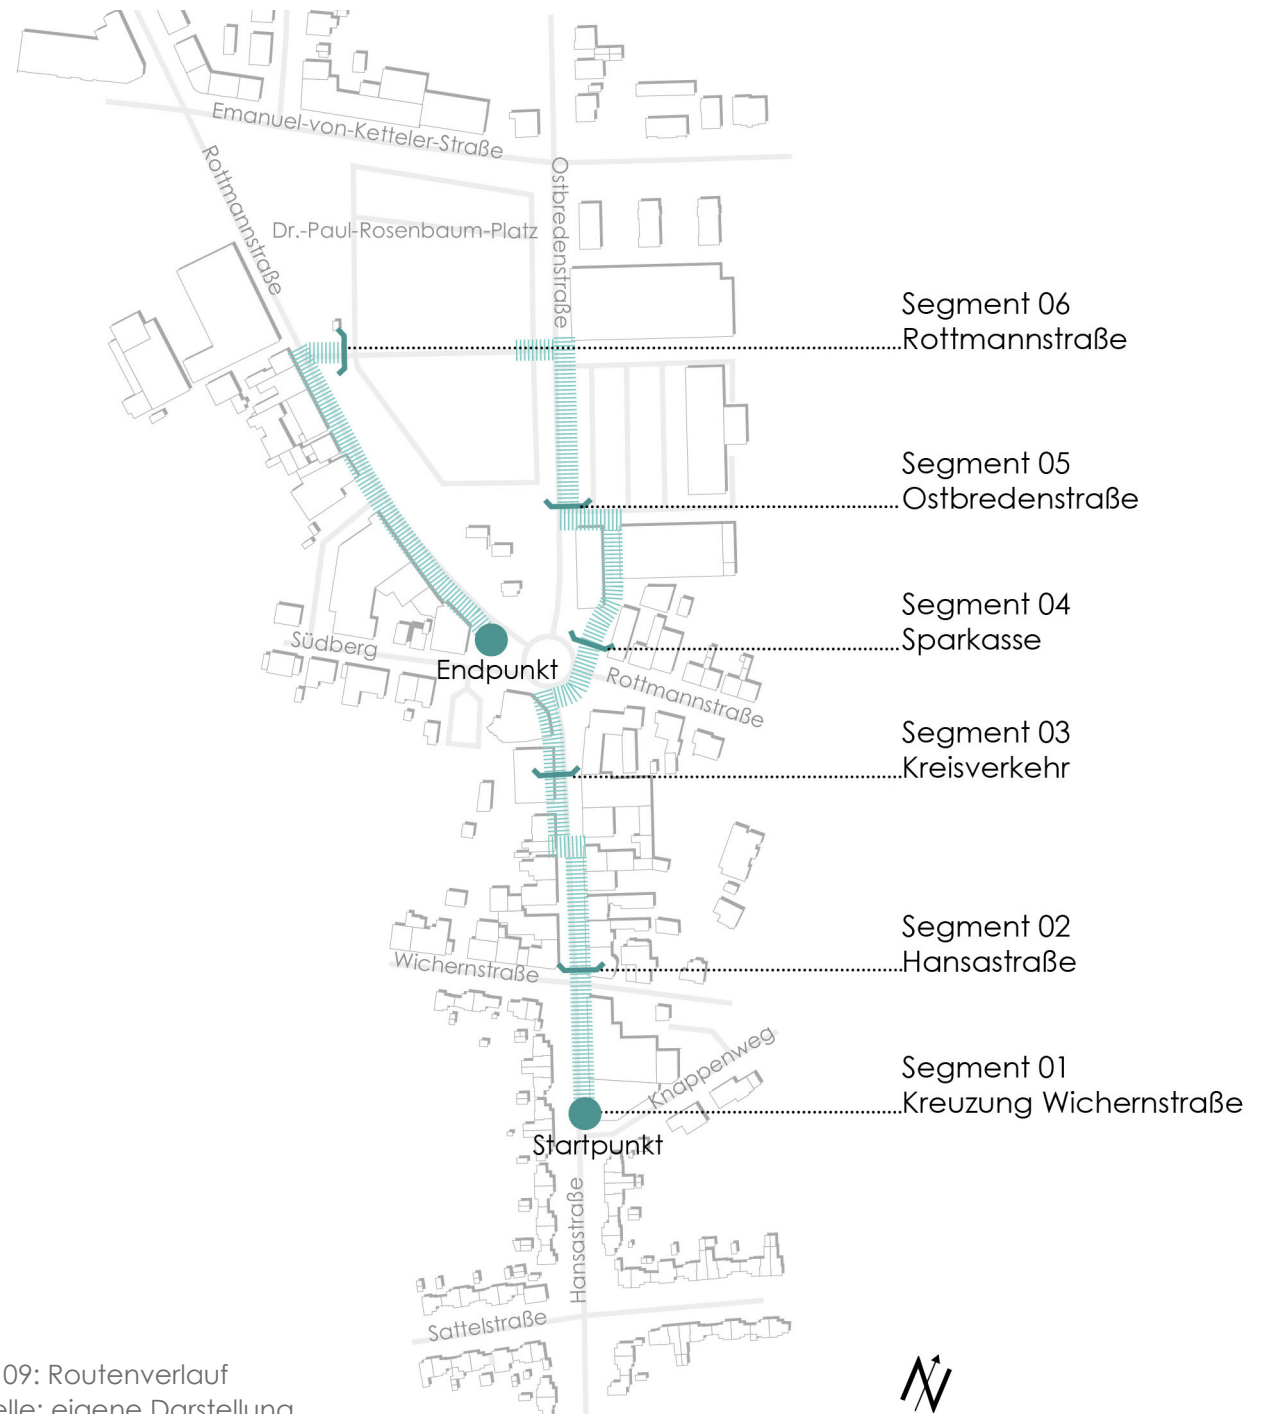 Emanuel-von-Ketteler-Straße
Rottmannstraße
Ostbredenstraße
Dr.-Paul-Rosenbaum-Platz
Segment 06
Rottmannstraße
Segment 05
Ostbredenstraße
Segment 04
Sparkasse
Südberg
Endpunkt
Rottmannstraße
Segment 03
Kreisverkehr
Segment 02
Hansastraße
Wichernstraße
Knappenweg
Segment 01
Kreuzung Wichernstraße
Startpunkt
Hansastraße
Sattelstraße
09: Routenverlauf
elle: eigene Darstellung
N